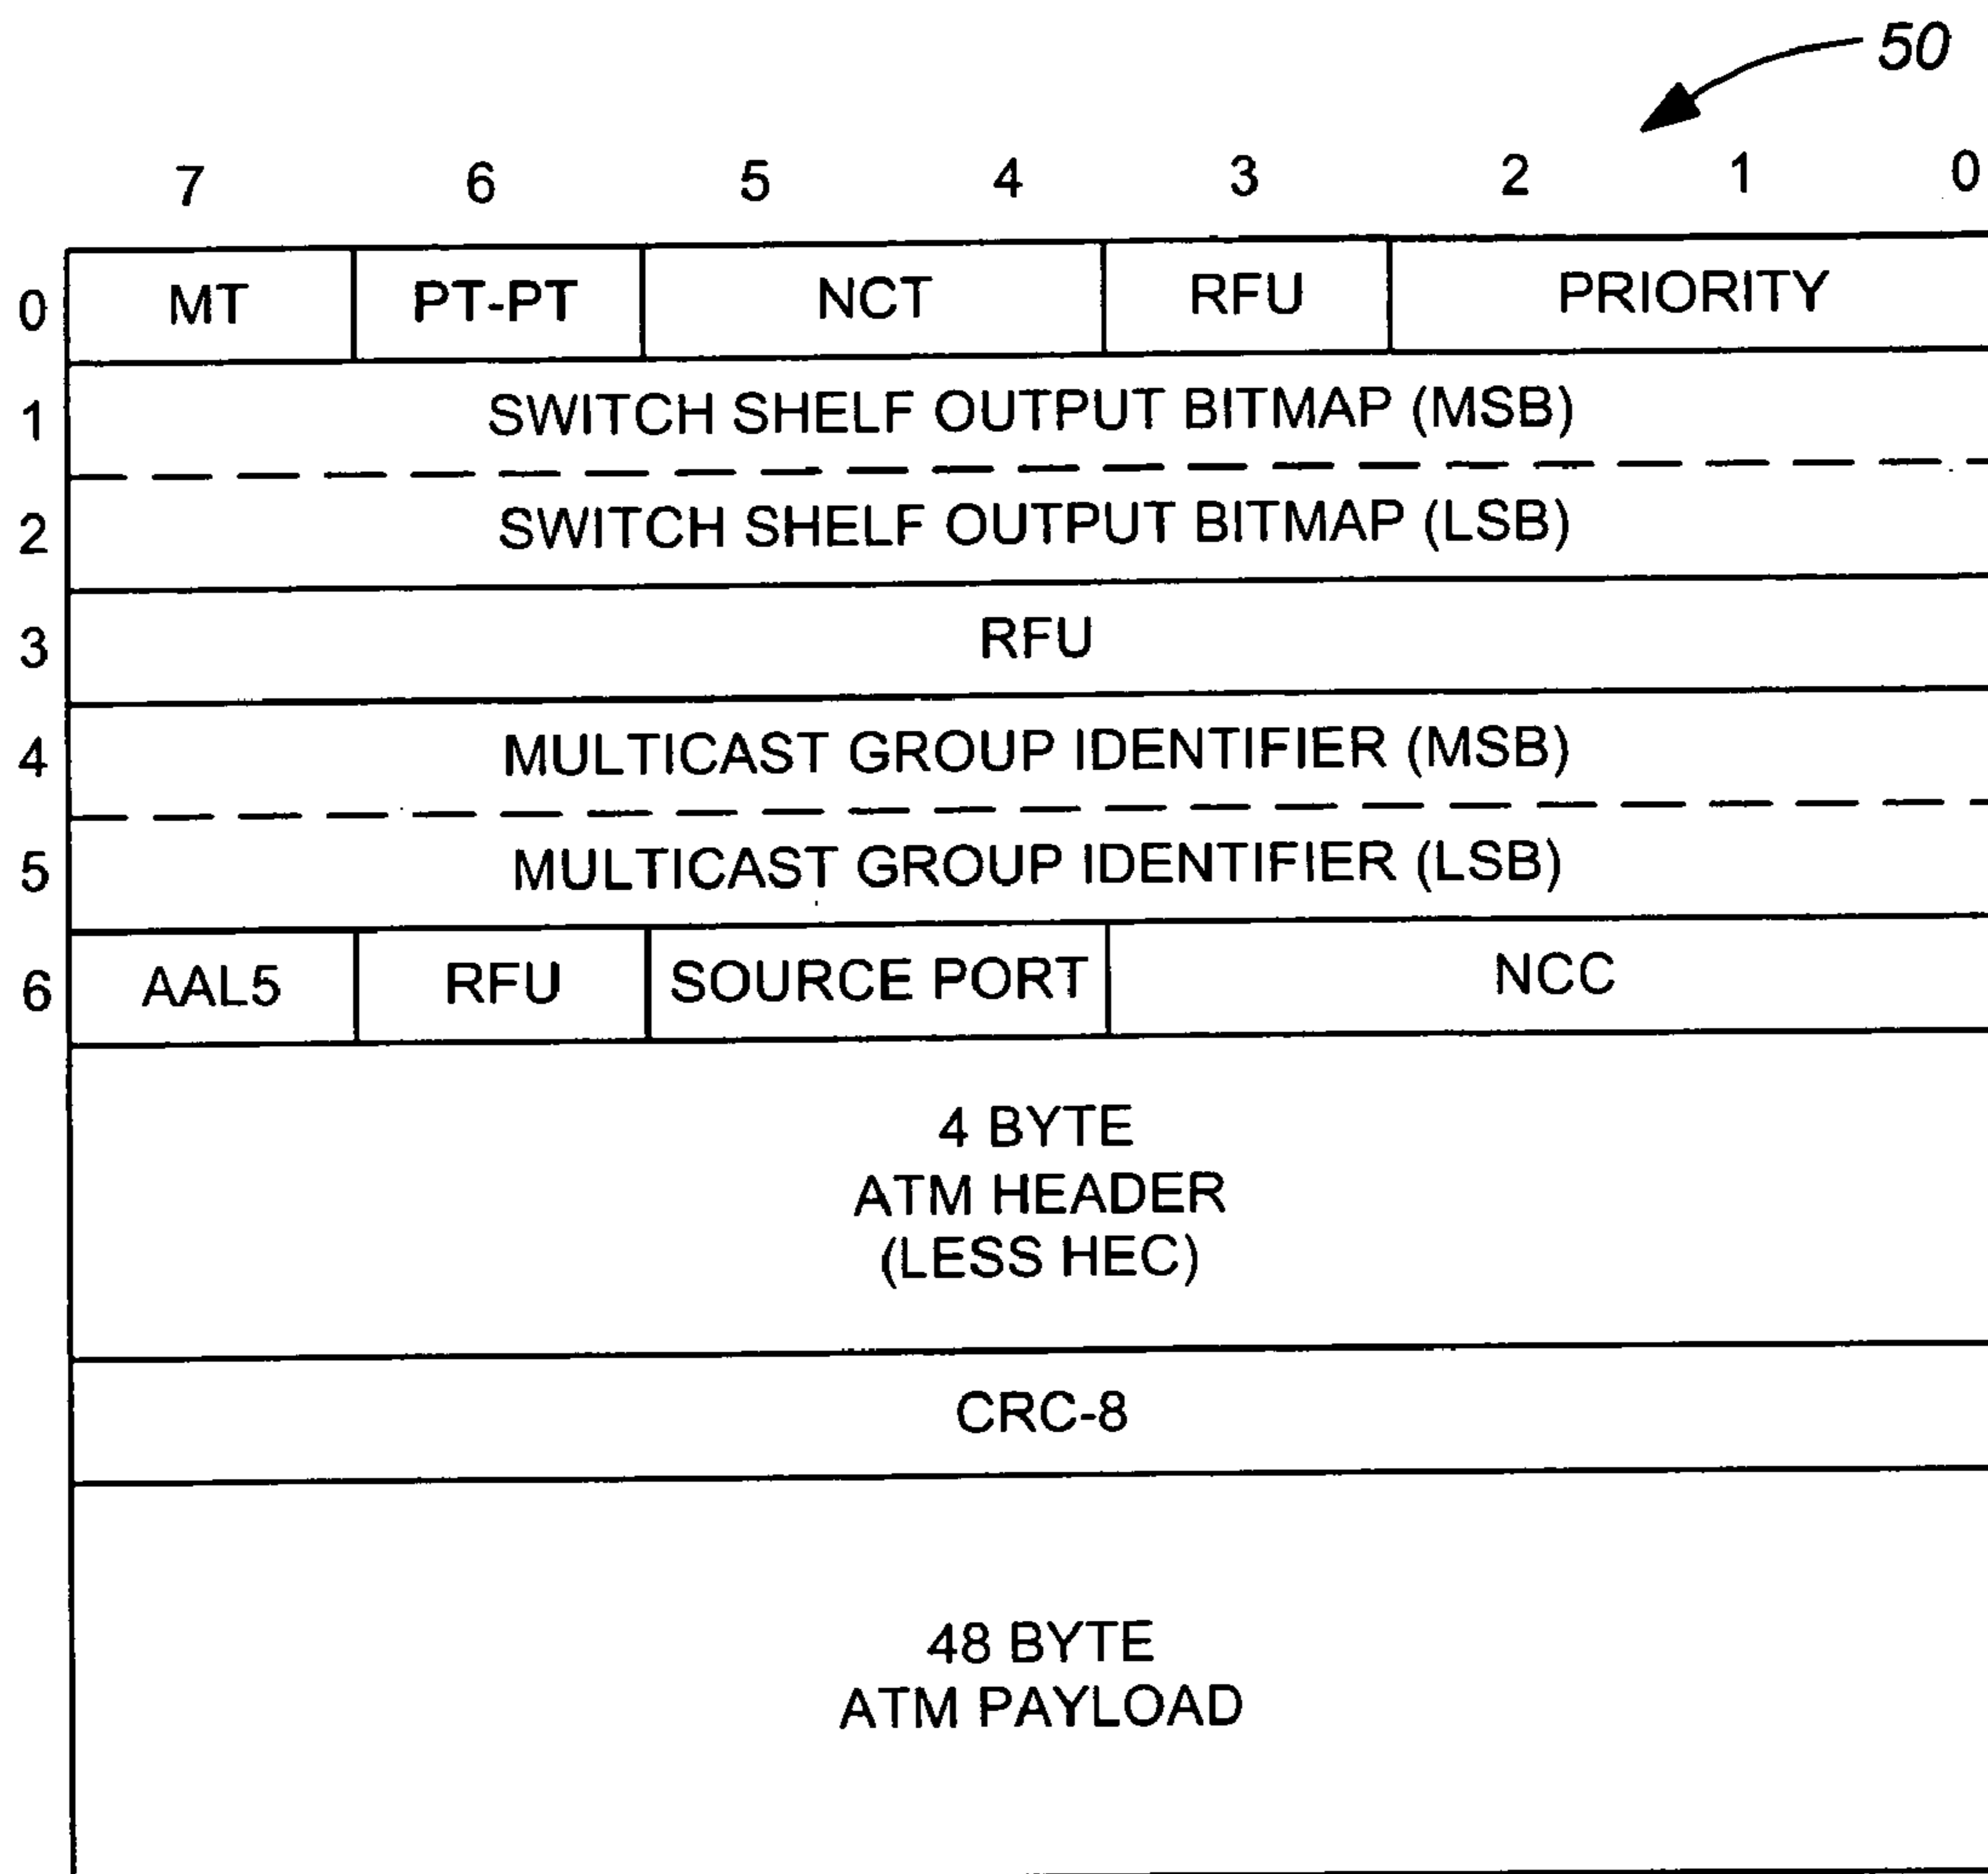 50
7 6 5 4 3 2 1 0
0 MT PT-PT NCT RFU PRIORITY
1 SWITCH SHELF OUTPUT BITMAP (MSB)
2 SWITCH SHELF OUTPUT BITMAP (LSB)
3 RFU
4 MULTICAST GROUP IDENTIFIER (MSB)
5 MULTICAST GROUP IDENTIFIER (LSB)
6 AAL5 RFU SOURCE PORT NCC
4 BYTE
ATM HEADER
(LESS HEC)
CRC-8
48 BYTE
ATM PAYLOAD